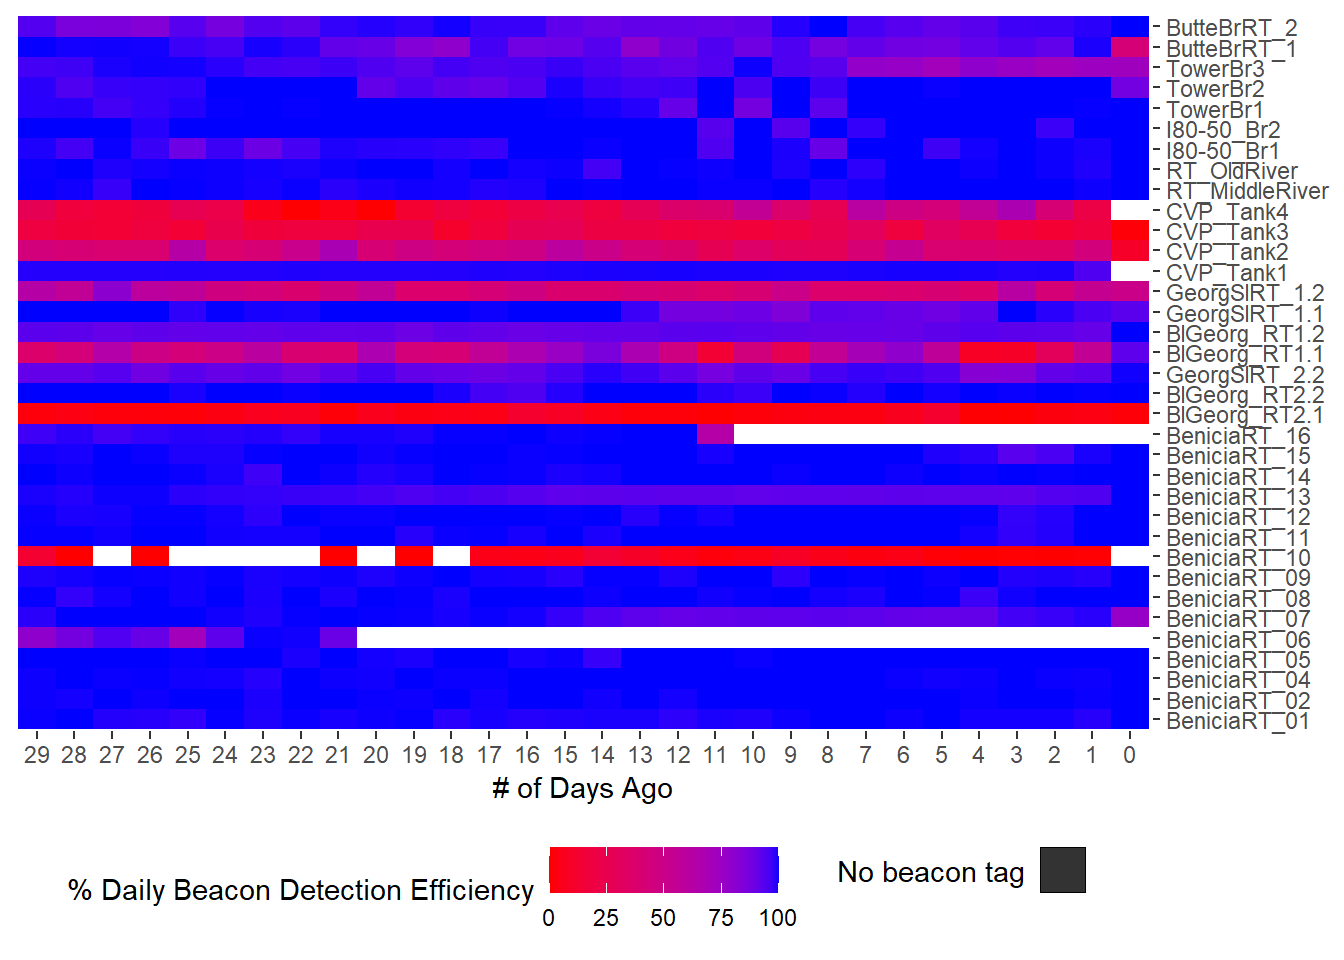 ButteBrRT_2
ButteBrRT_1
TowerBr3
TowerBr2
TowerBr1
I80-50_Br2
I80-50_Br1
RT_OldRiver
RT_MiddleRiver
CVP_Tank4
CVP_Tank3
CVP_Tank2
CVP_Tank1
GeorgSlRT_1.2
GeorgSlRT_1.1
BlGeorg_RT1.2
BlGeorg_RT1.1
GeorgSlRT_2.2
BlGeorg_RT2.2
BlGeorg_RT2.1
BeniciaRT_16
BeniciaRT_15
BeniciaRT_14
BeniciaRT_13
BeniciaRT_12
BeniciaRT_11
BeniciaRT_10
BeniciaRT_09
BeniciaRT_08
BeniciaRT_07
BeniciaRT_06
BeniciaRT_05
BeniciaRT_04
BeniciaRT_02
BeniciaRT_01
29 28 27 26 25 24 23 22 21 20 19 18 17 16 15 14 13 12 11 10 9 8 7 6 5 4 3 2 1 0
# of Days Ago
% Daily Beacon Detection Efficiency
0 25 50 75 100
No beacon tag